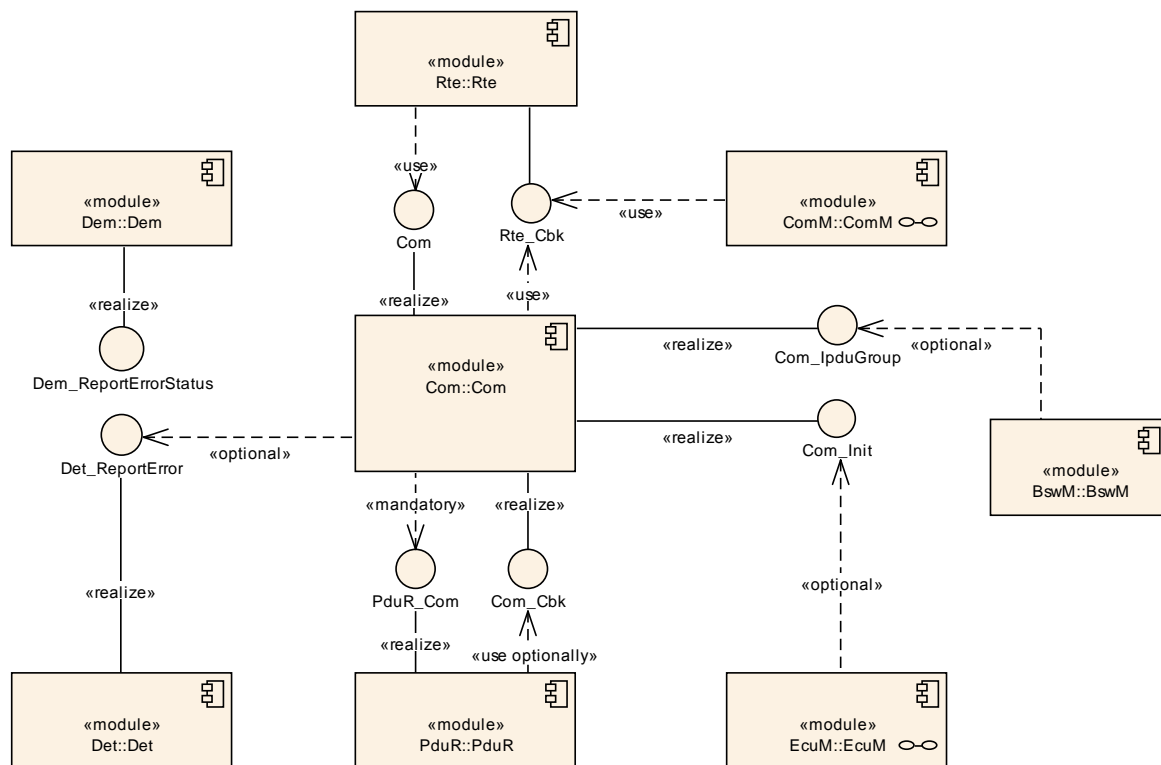 «module»
Rte::Rte
«module»
Dem::Dem
«use»
«module»
ComM::ComM
«use»
Com
Rte_Cbk
«realize»
«realize»
«use»
«module»
Com::Com
«realize»
Com_IpduGroup
«optional»
Dem_ReportErrorStatus
Det_ReportError
«optional»
«realize»
Com_Init
«module»
BswM::BswM
«mandatory»
«realize»
«realize»
PduR_Com
Com_Cbk
«optional»
«realize»
«use optionally»
«module»
Det::Det
«module»
PduR::PduR
«module»
EcuM::EcuM